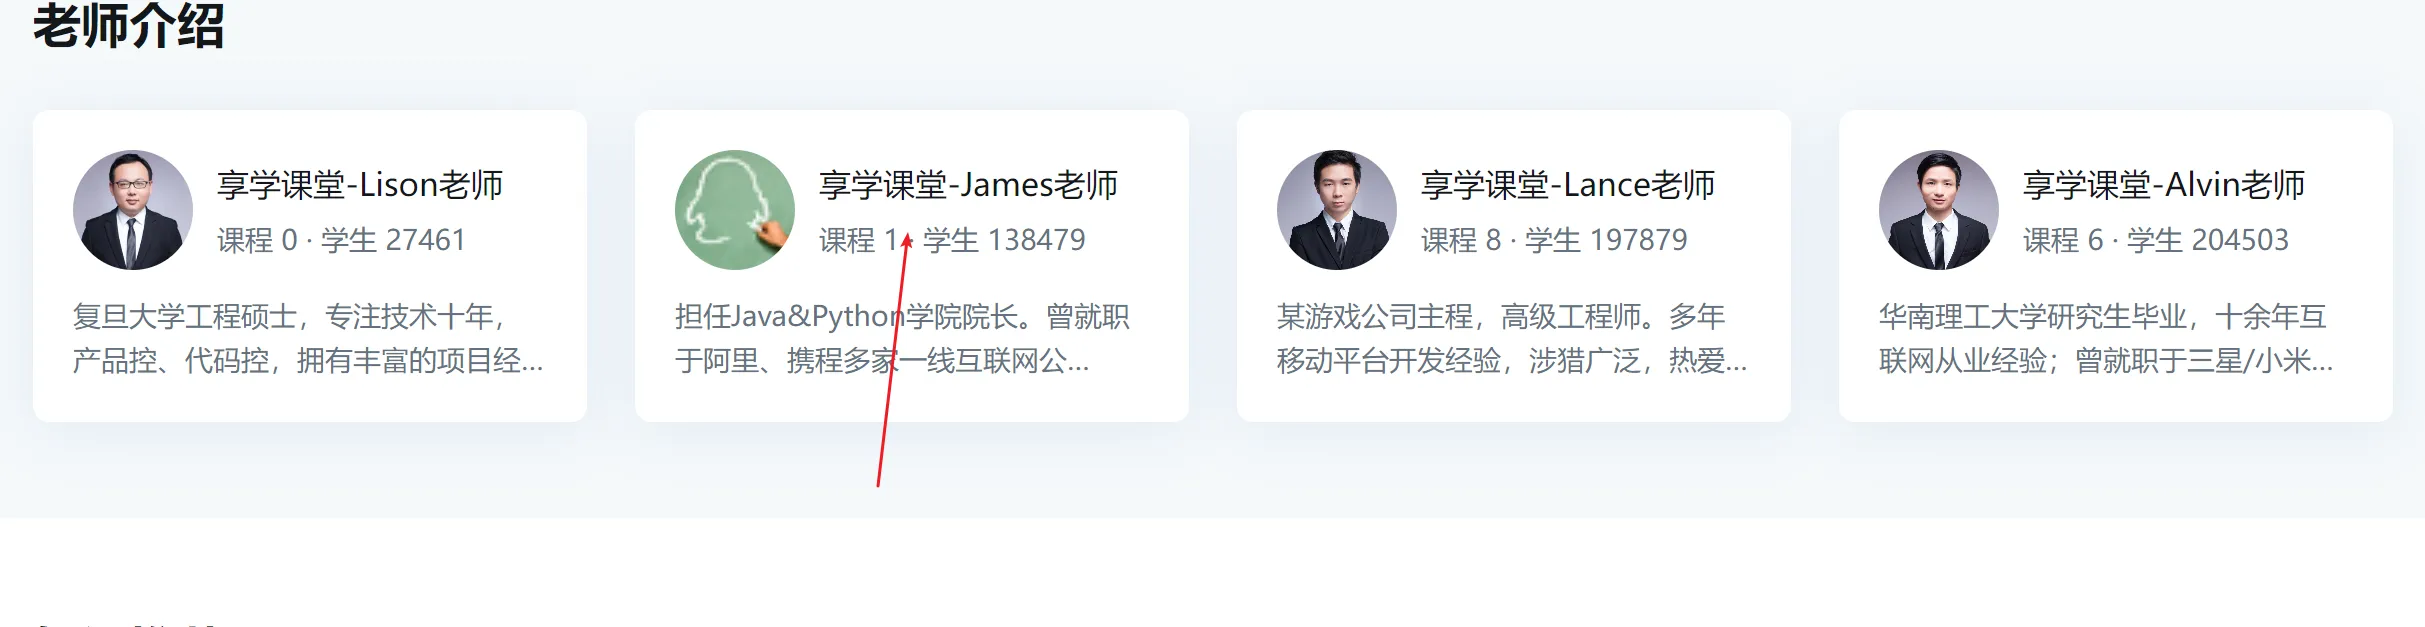 老师介绍
享学课堂-Lison老师
课程 0 · 学生 27461
复旦大学工程硕士，专注技术十年，
产品控、代码控，拥有丰富的项目经...
享学课堂-James老师
课程 1 · 学生 138479
担任Java&Python学院院长。曾就职
于阿里、携程多家一线互联网公...
享学课堂-Lance老师
课程 8 · 学生 197879
某游戏公司主程，高级工程师。多年
移动平台开发经验，涉猎广泛，热爱...
享学课堂-Alvin老师
课程 6 · 学生 204503
华南理工大学研究生毕业，十余年互
联网从业经验；曾就职于三星/小米...